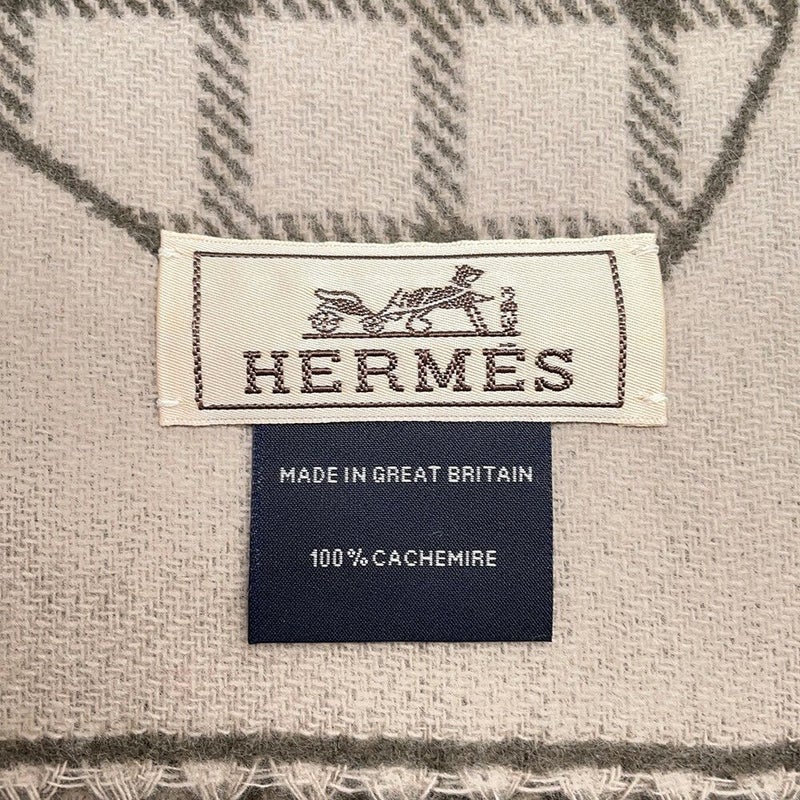 HERMÈS
MADE IN GREAT BRITAIN
100% CACHEMIRE